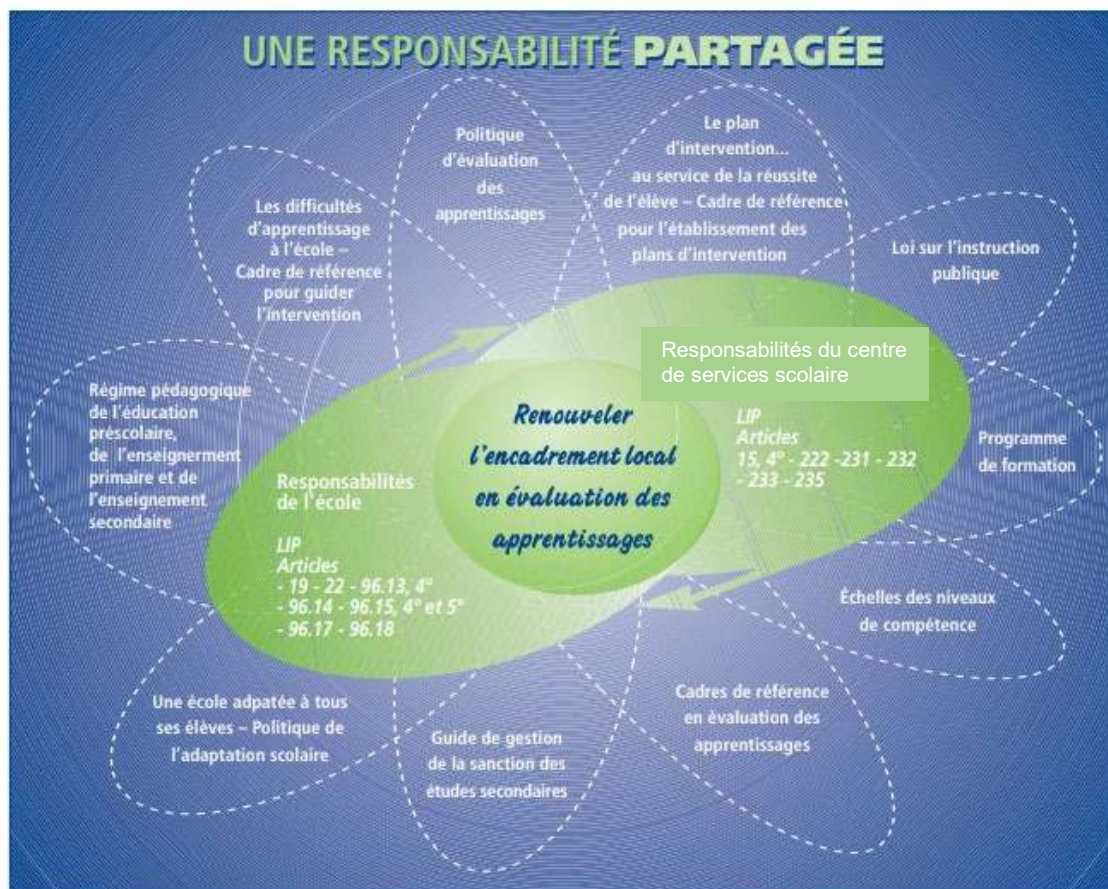 UNE RESPONSABILITÉ PARTAGÉE
Politique
d'évaluation
des
apprentissages
Le plan
d'intervention...
au service de la réussite
de l'élève – Cadre de référence
pour l'établissement des
plans d'intervention
Les difficultés
d'apprentissage
à l'école –
Cadre de référence
pour guider
l'intervention
Loi sur l'instruction
publique
Régime pédagogique
de l'éducation
préscolaire,
de l'enseignerment
primaire et de
l'enseignement
secondaire
Responsabilités
de l'école
LIP
Articles
- 19 - 22 - 96.13, 4°
- 96.14 - 96.15, 4° et 5°
- 96.17 - 96.18
Renouveler
l'encadrement local
en évaluation des
apprentissages
Responsabilités du centre
de services scolaire
LIP
Articles
15, 4° - 222 -231 - 232
- 233 - 235
Programme
de formation
Échelles des niveaux
de compétence
Cadres de référence
en évaluation des
apprentissages
Guide de gestion
de la sanction des
études secondaires
Une école adpatée à tous
ses élèves – Politique de
l'adaptation scolaire